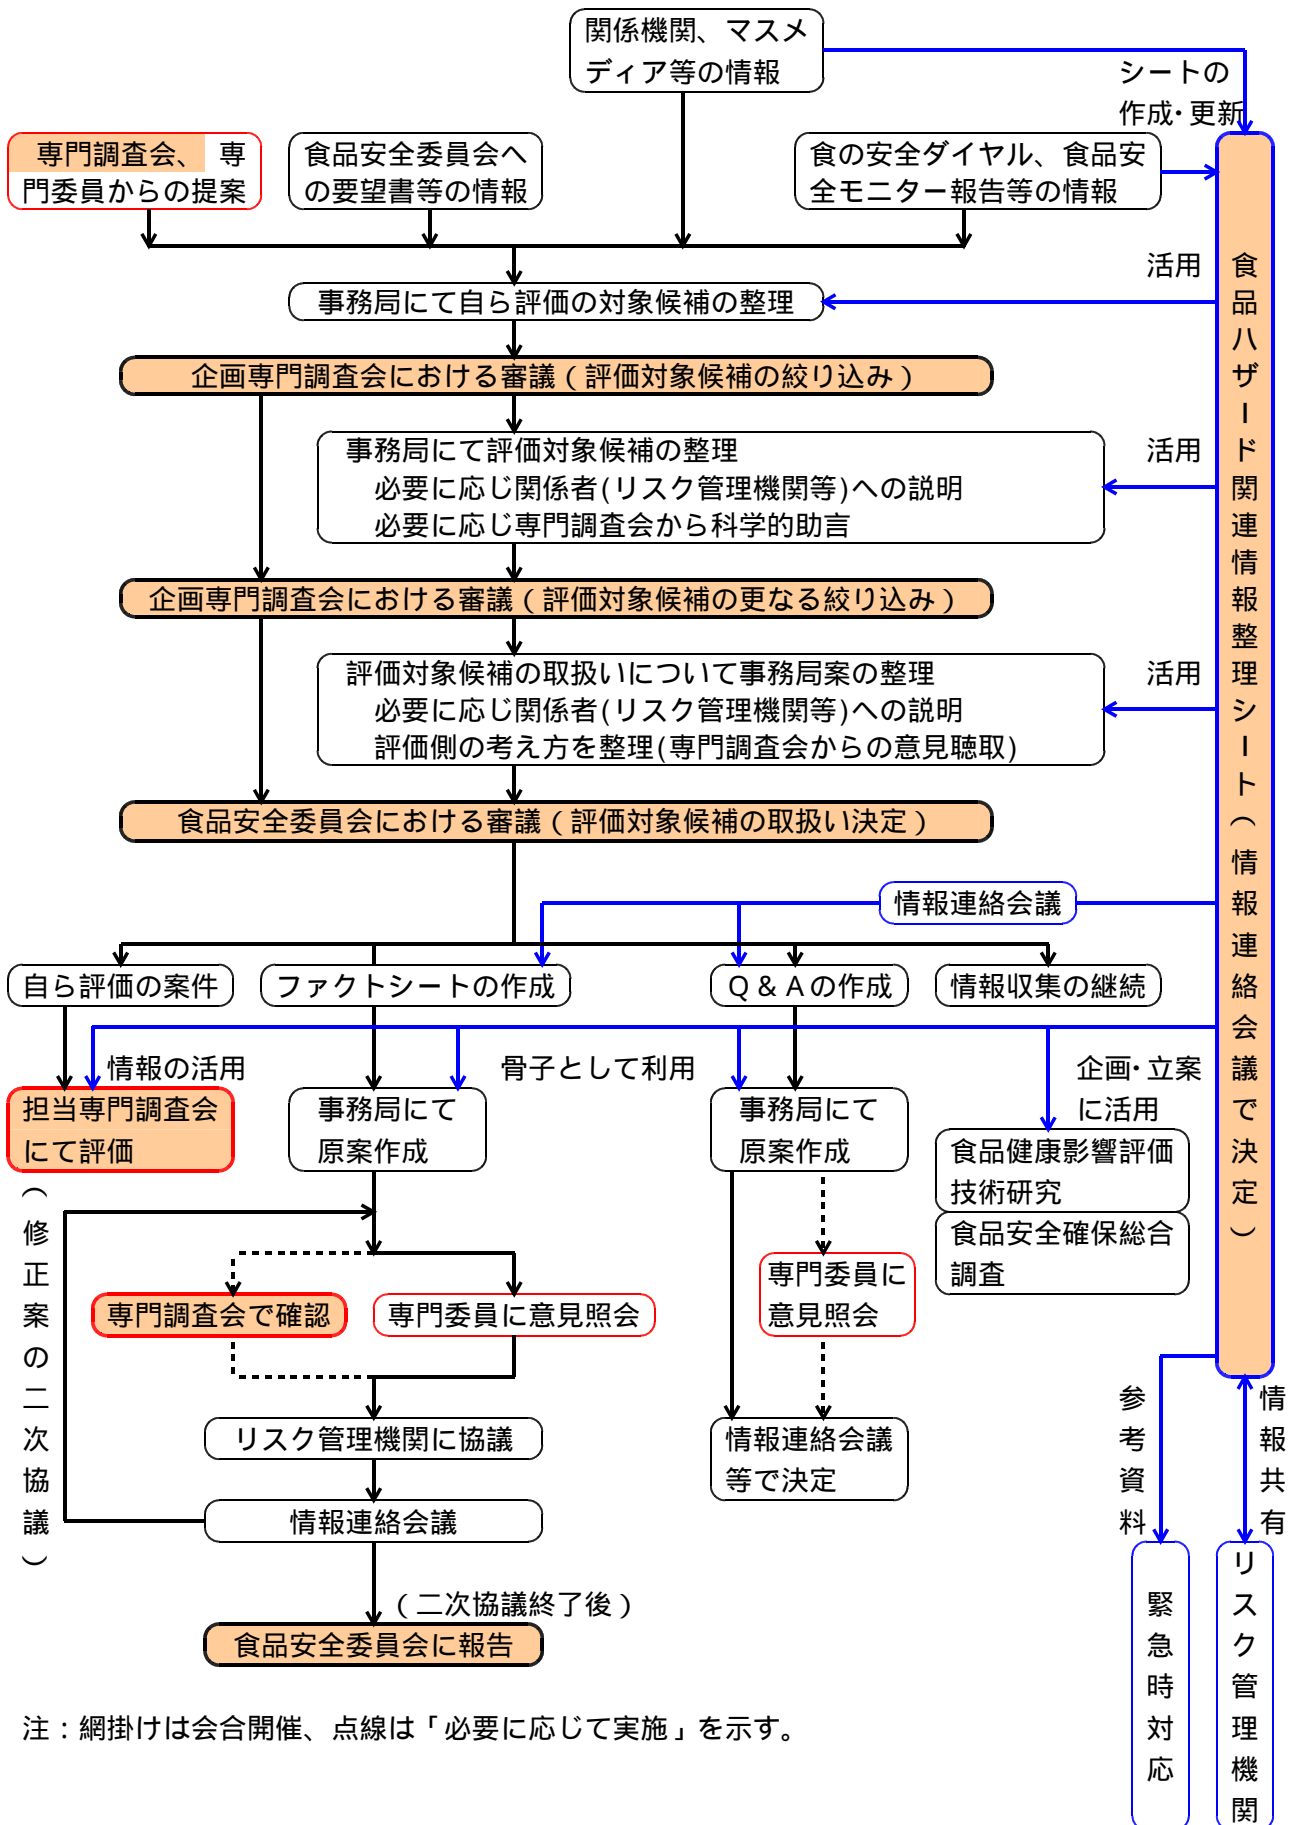 関係機関、マスメ
ディア等の情報
シートの
作成・更新
専門調査会、 専
門委員からの提案
食品安全委員会へ
の要望書等の情報
食の安全ダイヤル、食品安
全モニター報告等の情報
活用
事務局にて自ら評価の対象候補の整理
企画専門調査会における審議（評価対象候補の絞り込み）
事務局にて評価対象候補の整理
必要に応じ関係者(リスク管理機関等)への説明
必要に応じ専門調査会から科学的助言
活用
企画専門調査会における審議（評価対象候補の更なる絞り込み）
評価対象候補の取扱いについて事務局案の整理
必要に応じ関係者(リスク管理機関等)への説明
評価側の考え方を整理(専門調査会からの意見聴取)
活用
食品安全委員会における審議（評価対象候補の取扱い決定）
食品ハザード関連情報整理シート（情報連絡会議で決定）
情報連絡会議
自ら評価の案件
ファクトシートの作成
Ｑ＆Ａの作成
情報収集の継続
情報の活用
骨子として利用
企画・立案
に活用
担当専門調査会
にて評価
事務局にて
原案作成
事務局にて
原案作成
食品健康影響評価
技術研究
食品安全確保総合
調査
（修正案の二次協議）
専門調査会で確認
専門委員に意見照会
専門委員に
意見照会
リスク管理機関に協議
情報連絡会議
等で決定
情報連絡会議
参考資料
情報共有
（二次協議終了後）
食品安全委員会に報告
緊急時対応
リスク管理機関
注：網掛けは会合開催、点線は「必要に応じて実施」を示す。